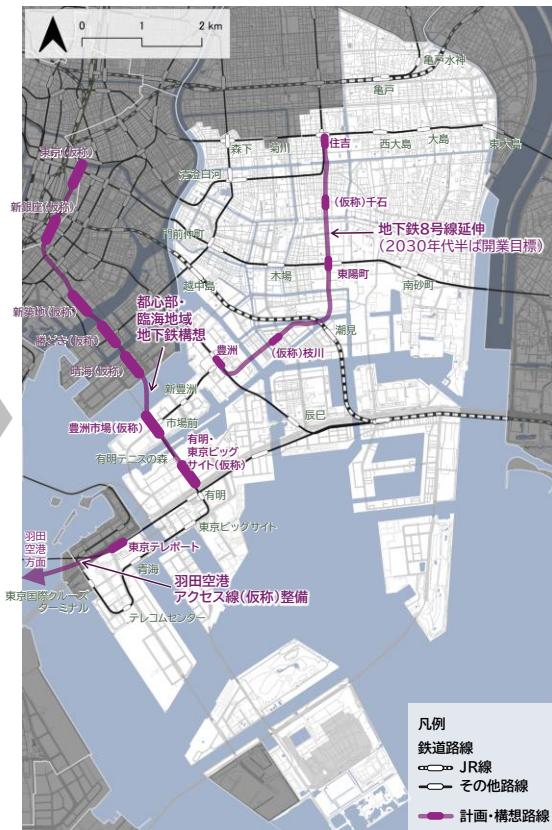 0 1 2 km
亀戸水神
亀戸
東京(仮称)
森下
菊川
住吉
西大島
大島
東大島
清澄白河
新銀座(仮称)
(仮称)千石
門前仲町
地下鉄8号線延伸
(2030年代半ば開業目標)
木場
東陽町
南砂町
越中島
都心部・
臨海地域
地下鉄構想
新築地(仮称)
勝どき(仮称)
晴海(仮称)
潮見
豊洲
(仮称)枝川
新豊洲
辰巳
豊洲市場(仮称)
市場前
有明・
東京ビッグ
サイト(仮称)
有明テニスの森
有明
東京ビッグサイト
羽田
空港
方面
東京テレポート
青海
羽田空港
アクセス線(仮称)整備
東京国際クルーズ
ターミナル
テレコムセンター
凡例
鉄道路線
JR線
その他路線
計画・構想路線